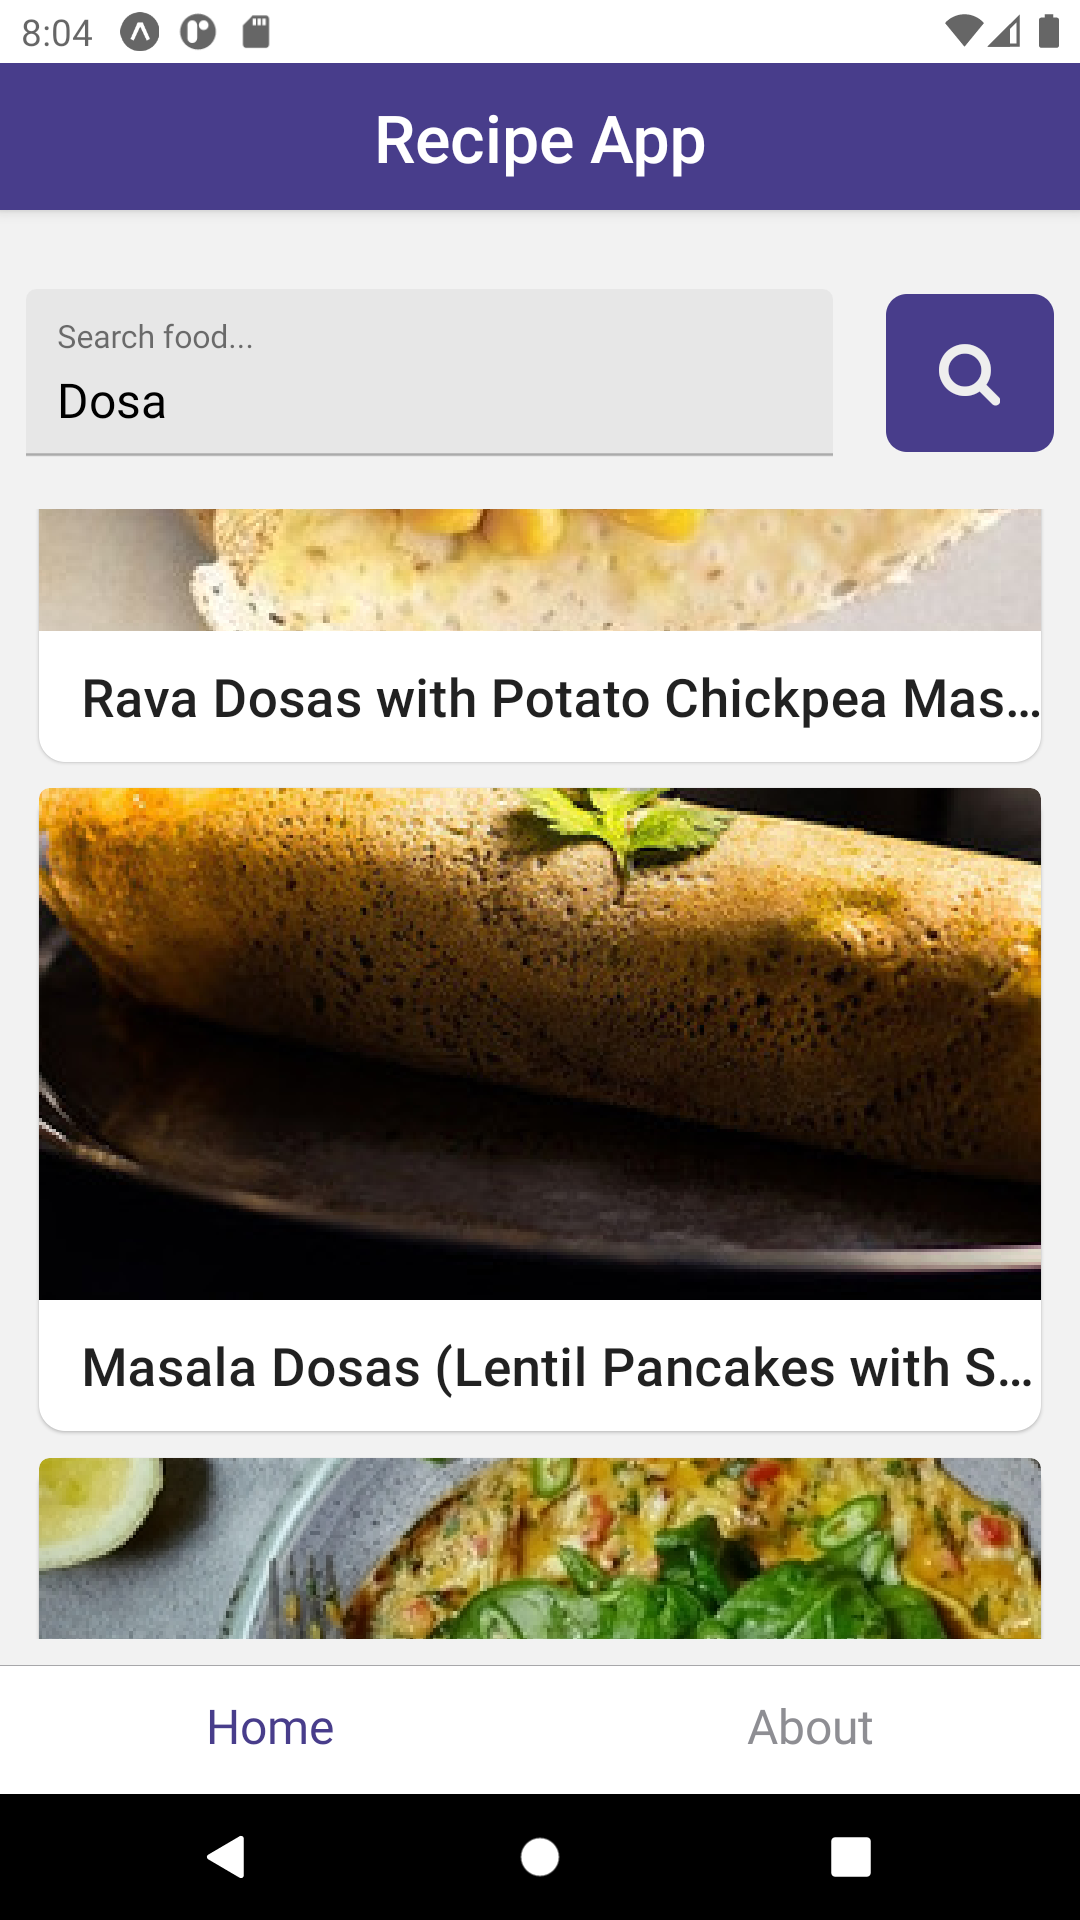 8:04
Recipe App
Search food...
Dosa
Rava Dosas with Potato Chickpea Mas...
Masala Dosas (Lentil Pancakes with S...
Home
About